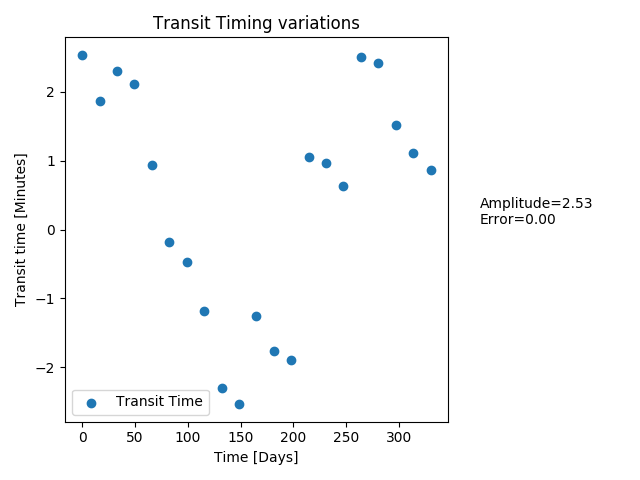 Transit Timing variations
Transit time [Minutes]
2
1
0
−1
−2
Amplitude=2.53
Error=0.00
Transit Time
0 50 100 150 200 250 300
Time [Days]